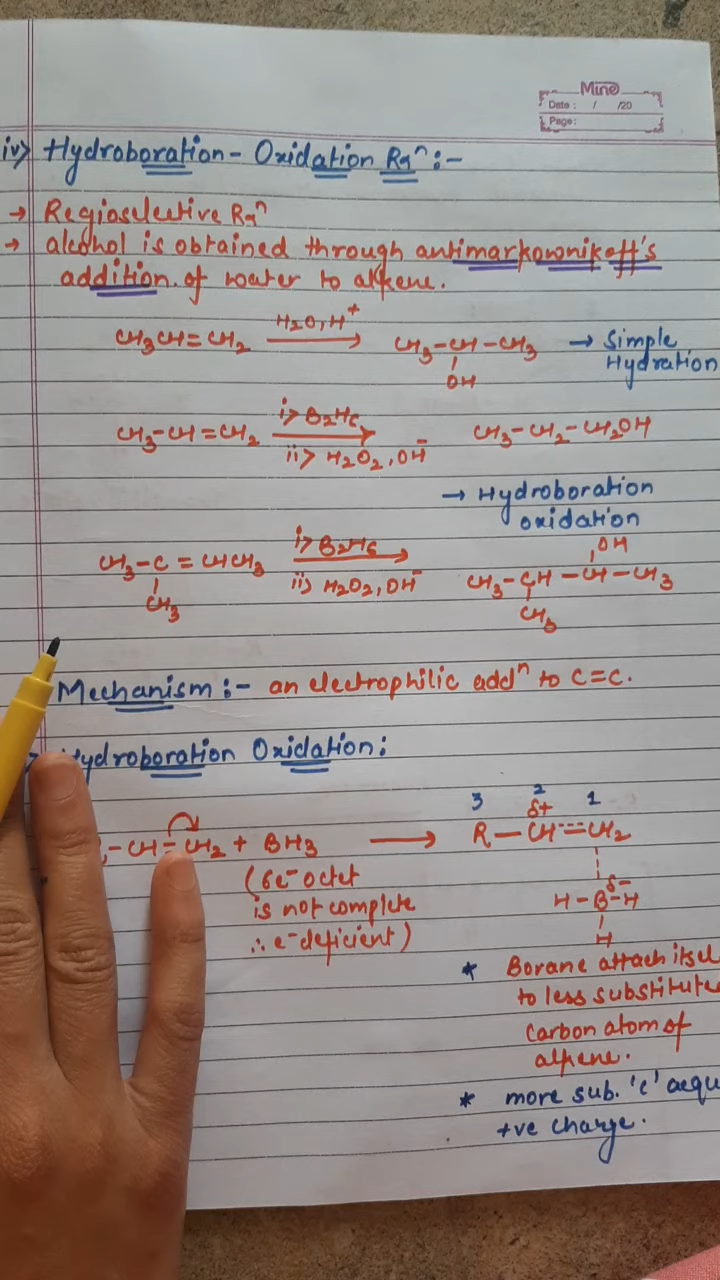 Mine
Date : / /20
Page:
iv> Hydroboration - Oxidation Rxⁿ :-
→ Regioselective Rxⁿ
→ alcohol is obtained through antimarkownikoff's
addition of water to alkene.
CH₃CH=CH₂ H₂O, H⁺ CH₃-CH-CH₃ → Simple
OH Hydration
CH₃-CH=CH₂ i> B₂H₆ CH₃-CH₂-CH₂OH
ii> H₂O₂, OH⁻
→ Hydroboration
oxidation
CH₃-C=CHCH₃ i> B₂H₆ OH
CH₃ ii> H₂O₂, OH⁻ CH₃-CH-CH-CH₃
CH₃
Mechanism :- an electrophilic addⁿ to C=C.
Hydroboration Oxidation:
3 2 1
δ+
-CH=CH₂ + BH₃ → R-CH=CH₂
(6e⁻ octet δ-
is not complete H-B-H
∴ e⁻deficient) H
* Borane attach itsel
to less substitute
carbon atom of
alkene.
* more sub. 'c' acqu
+ve charge.